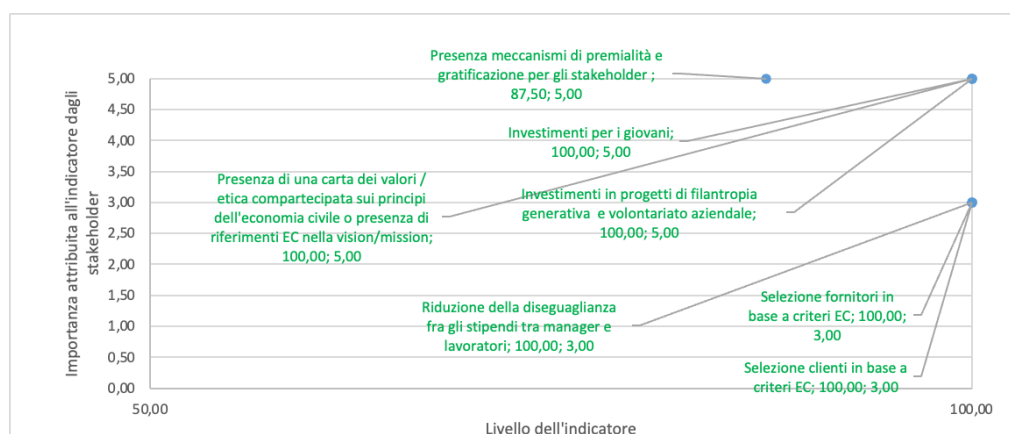 Importanza attribuita all'indicatore dagli
stakeholder
5,00
4,50
4,00
3,50
3,00
2,50
2,00
1,50
1,00
0,50
0,00
Presenza meccanismi di premialità e
gratificazione per gli stakeholder ;
87,50; 5,00
Investimenti per i giovani;
100,00; 5,00
Presenza di una carta dei valori /
etica compartecipata sui principi
dell'economia civile o presenza di
riferimenti EC nella vision/mission;
100,00; 5,00
Investimenti in progetti di filantropia
generativa e volontariato aziendale;
100,00; 5,00
Riduzione della diseguaglianza
fra gli stipendi tra manager e
lavoratori; 100,00; 3,00
Selezione fornitori in
base a criteri EC; 100,00;
3,00
Selezione clienti in base a
criteri EC; 100,00; 3,00
50,00
100,00
Livello dell'indicatore